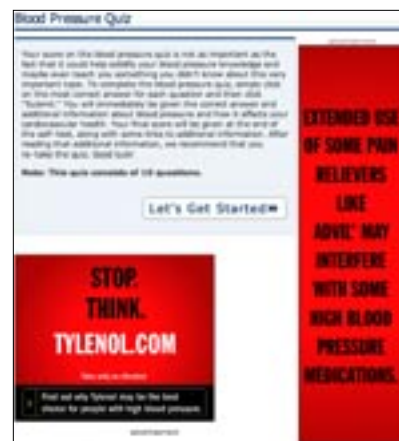 Blood Pressure Quiz
Your score on the blood pressure quiz is not as important as the
fact that it could help solidify your blood pressure knowledge and
maybe even teach you something you didn't know about this very
important topic. To complete the blood pressure quiz, simply click
on the most correct answer for each question and then click
"Submit." You will immediately be given the correct answer and
additional information about blood pressure and how it affects your
cardiovascular health. Your final score will be given at the end of
the self-test, along with some links to additional information. After
reading that additional information, we recommend that you
re-take the quiz. Good luck!
Note: This quiz consists of 10 questions.
Let's Get Started
STOP.
THINK.
TYLENOL.COM
Find out why Tylenol may be the best
choice for people with high blood pressure.
advertisement
advertisement
EXTENDED USE
OF SOME PAIN
RELIEVERS
LIKE
ADVIL® MAY
INTERFERE
WITH SOME
HIGH BLOOD
PRESSURE
MEDICATIONS.